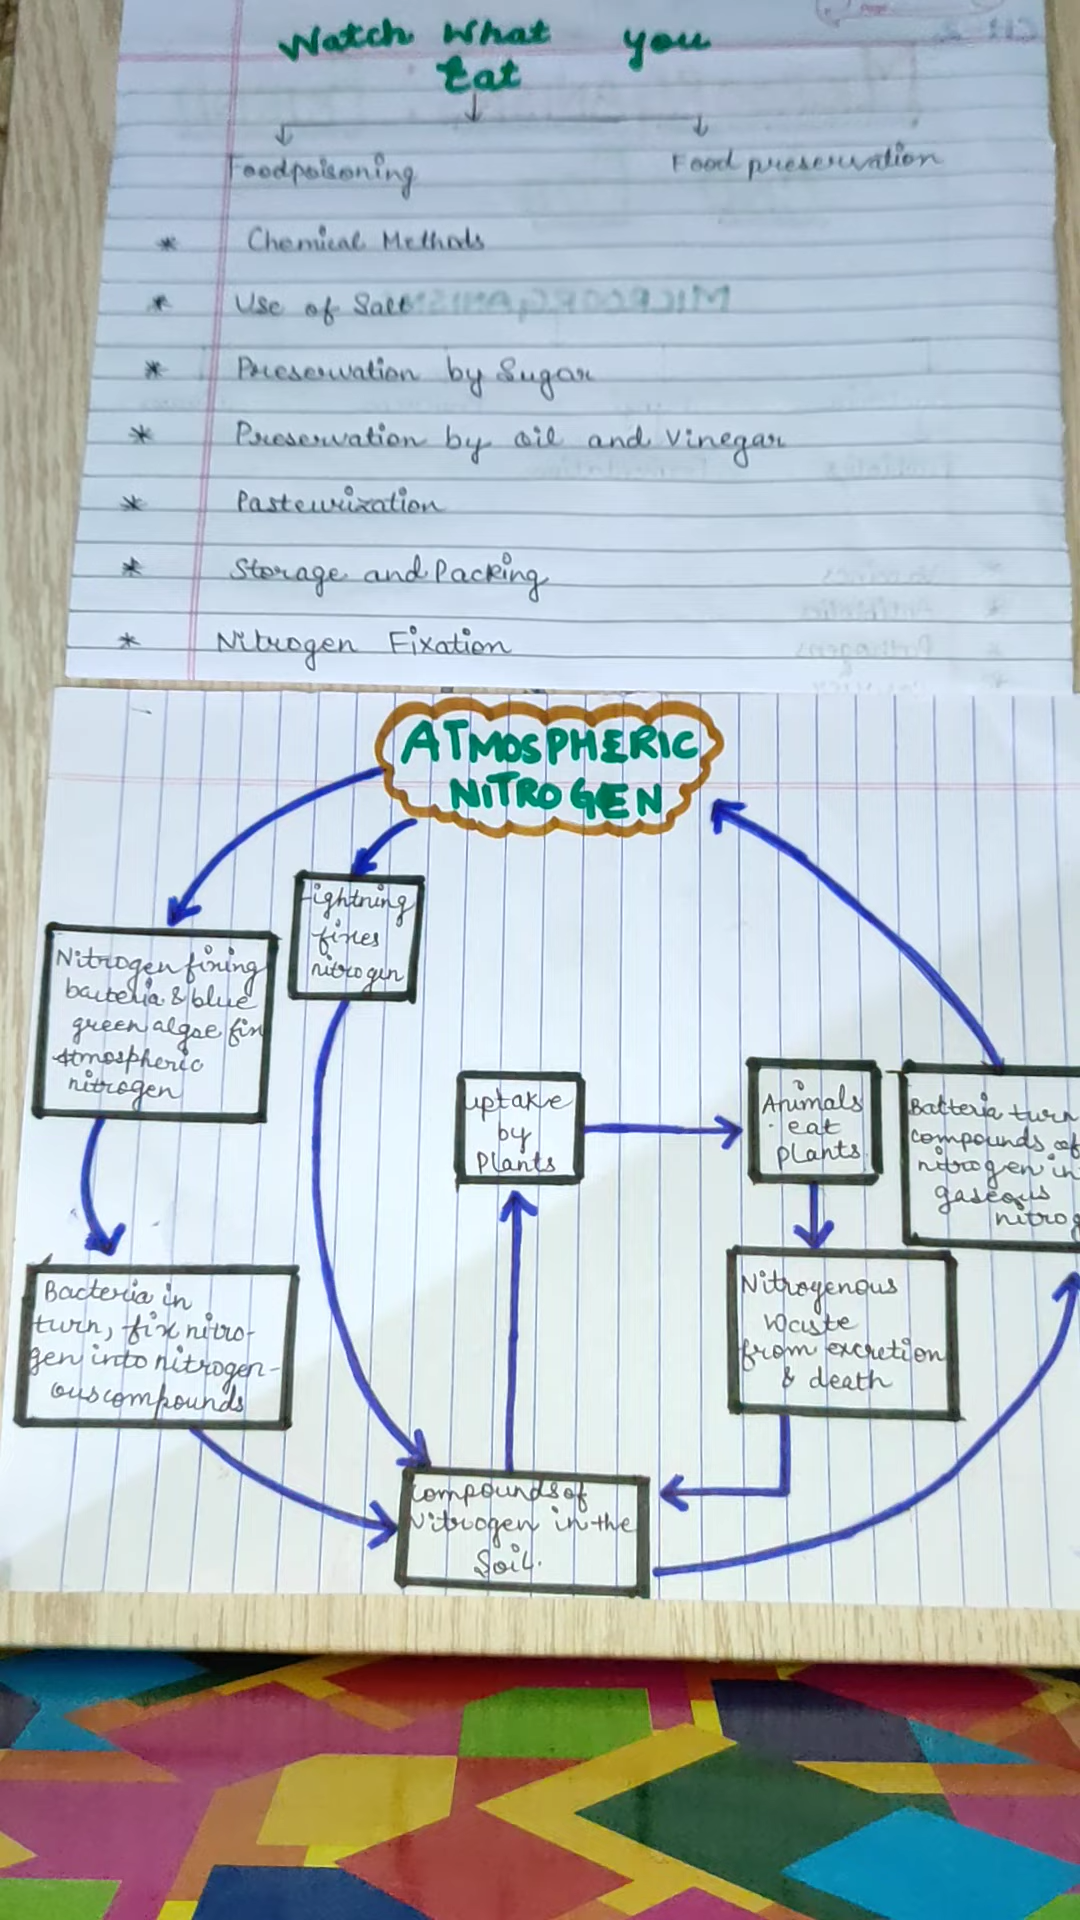 Watch What you
Eat
Foodpoisoning
Food preservation
* Chemical Methods
* Use of Salt
* Preservation by Sugar
* Preservation by oil and Vinegar
* Pasteurization
* Storage and Packing
* Nitrogen Fixation
ATMOSPHERIC
NITROGEN
Lightning
fixes
nitrogen
Nitrogen fixing
bacteria & blue
green algae fix
Atmospheric
nitrogen
uptake
by
Plants
Animals
eat
plants
Bacteria turn
compounds of
nitrogen in
gaseous
nitrog
Bacteria in
turn, fix nitro-
gen into nitrogen-
ous compounds
Nitrogenous
waste
from excretion
& death
Compounds of
Nitrogen in the
Soil.